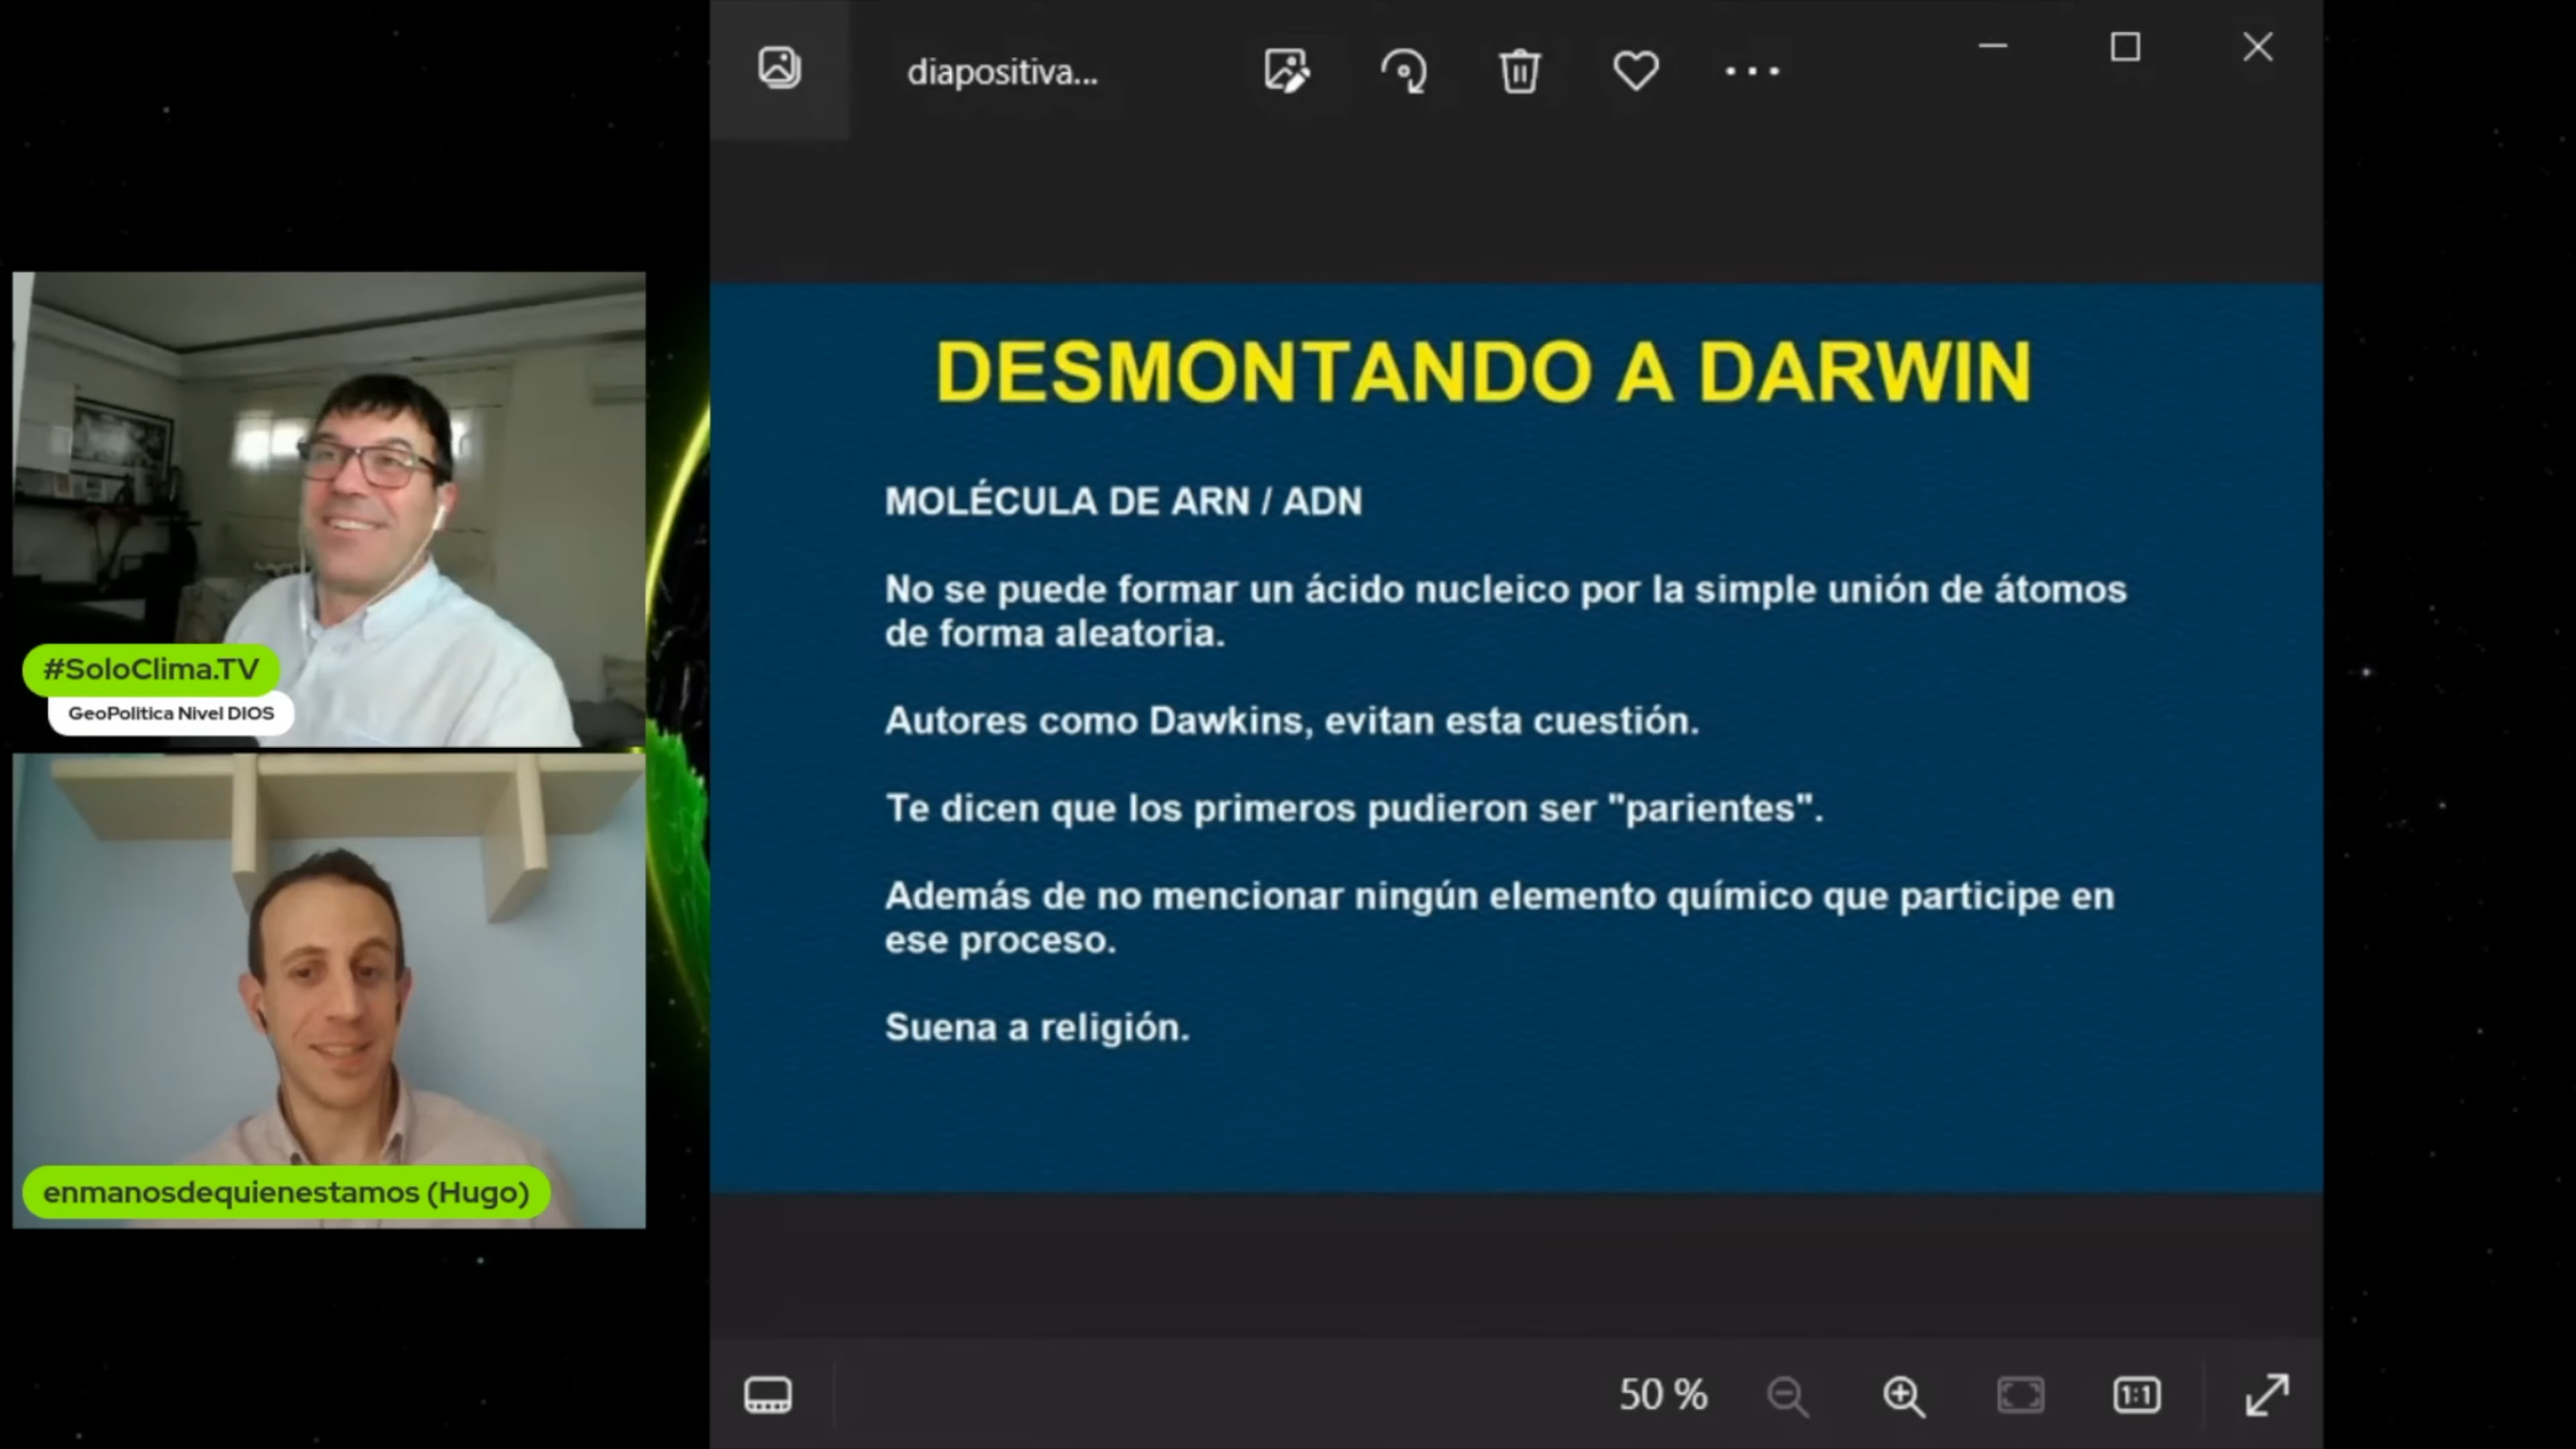 diapositiva...
DESMONTANDO A DARWIN
MOLÉCULA DE ARN / ADN
No se puede formar un ácido nucleico por la simple unión de átomos
de forma aleatoria.
Autores como Dawkins, evitan esta cuestión.
Te dicen que los primeros pudieron ser "parientes".
Además de no mencionar ningún elemento químico que participe en
ese proceso.
Suena a religión.
#SoloClima.TV
GeoPolitica Nivel DIOS
enmanosdequienestamos (Hugo)
50 %
1:1